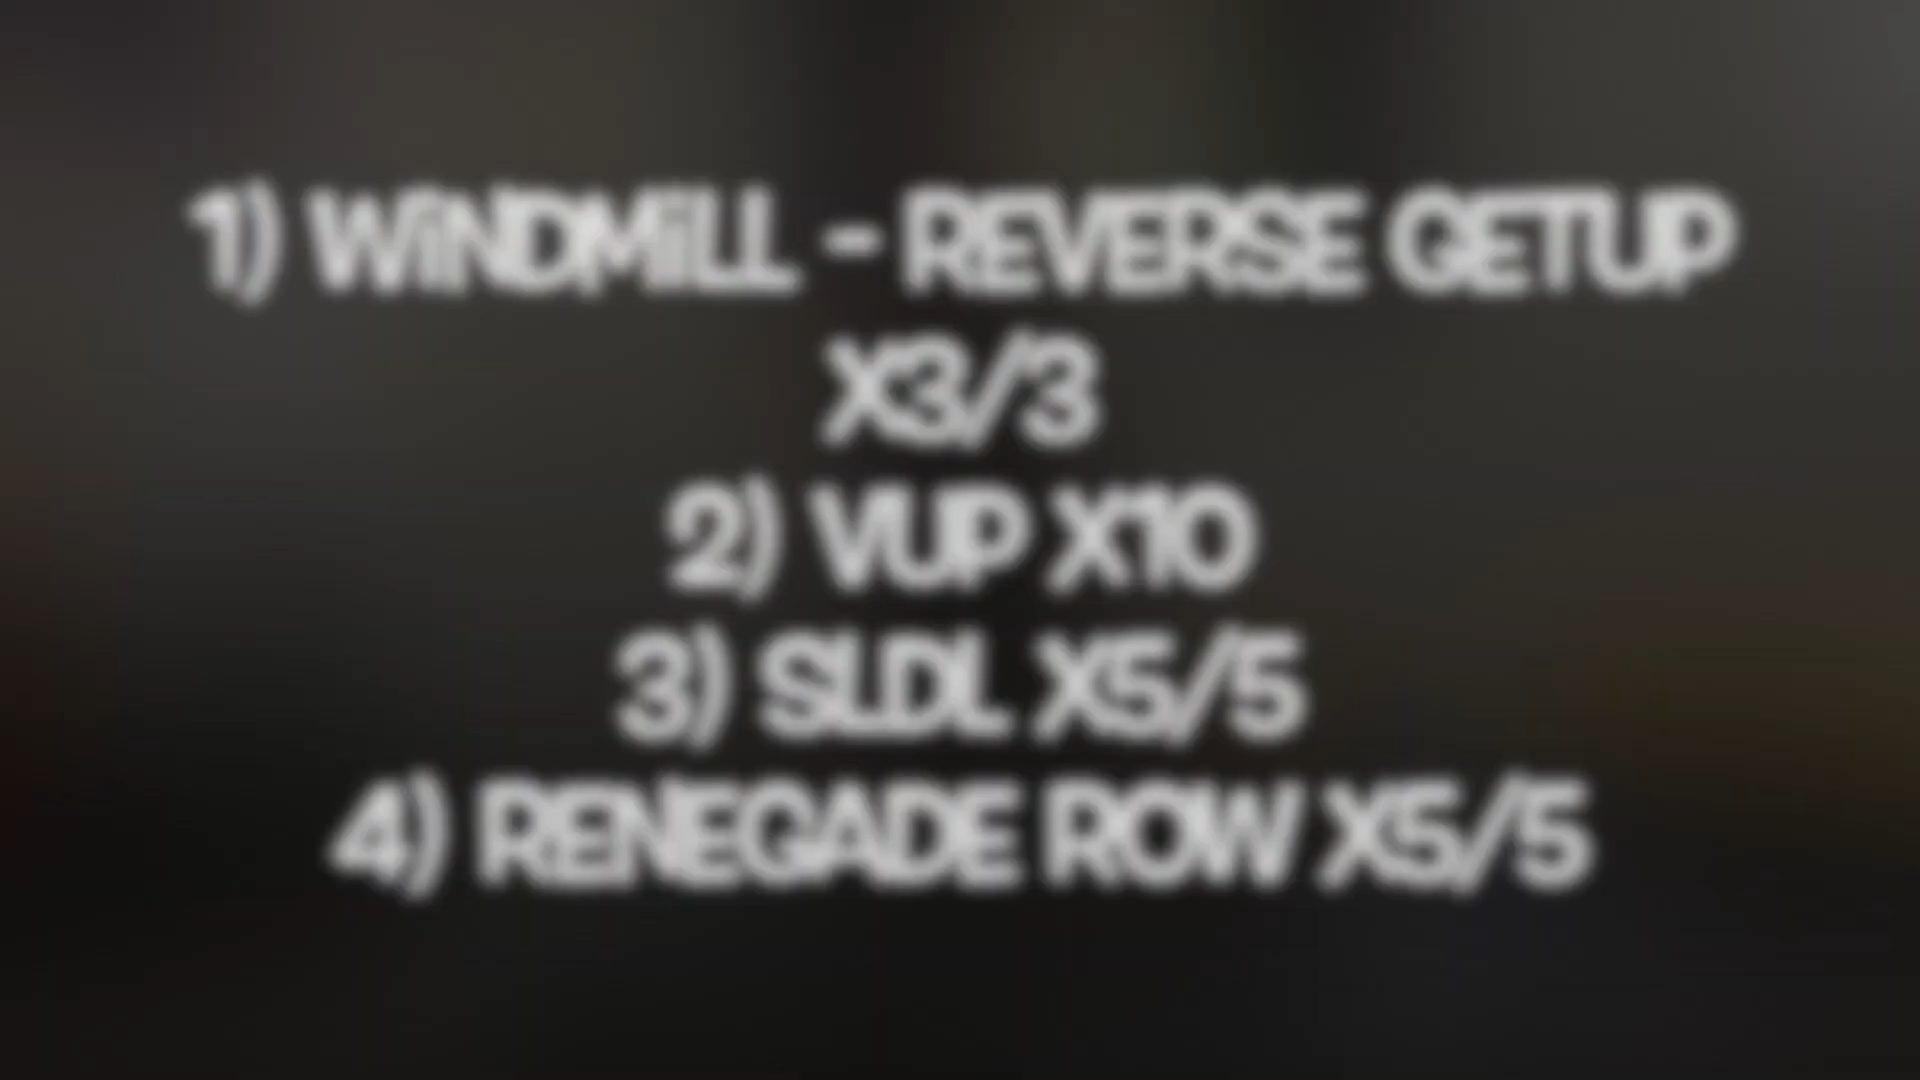 1) WiNDMiLL - REVERSE GETUP
X3/3
2) VUP X10
3) SLDL X5/5
4) RENEGADE ROW X5/5